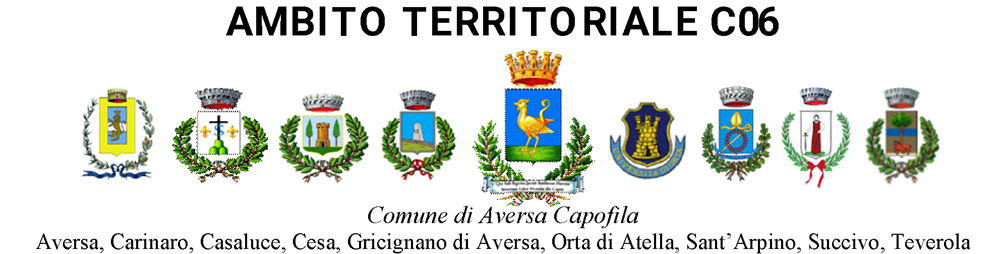 AMBITO TERRITORIALE C06
Comune di Aversa Capofila
Aversa, Carinaro, Casaluce, Cesa, Gricignano di Aversa, Orta di Atella, Sant’Arpino, Succivo, Teverola